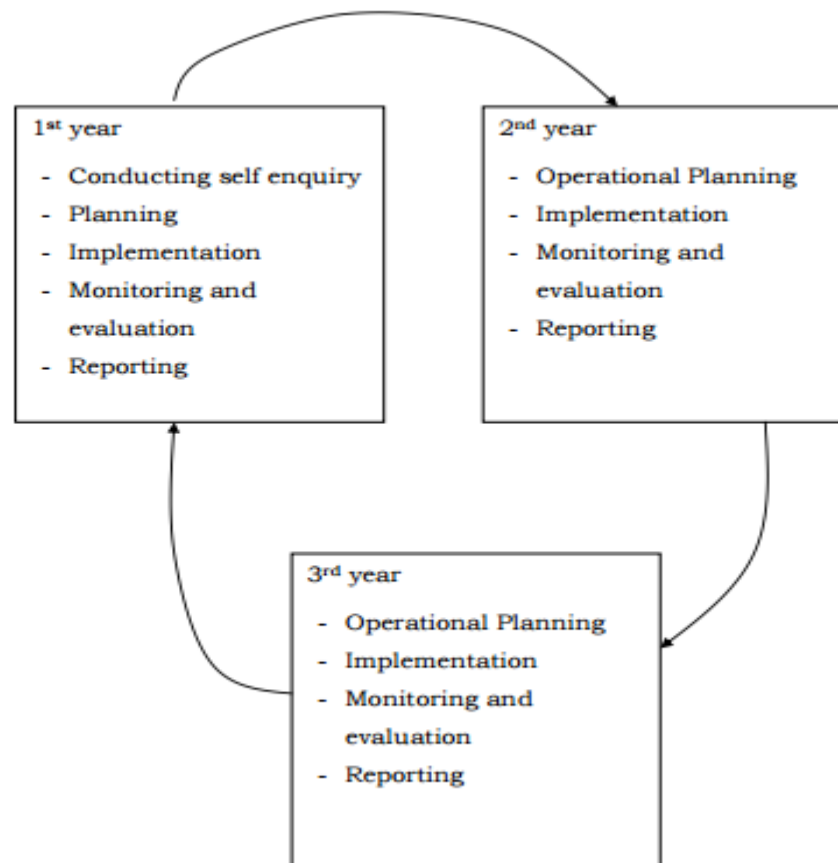 1st year
- Conducting self enquiry
- Planning
- Implementation
- Monitoring and
evaluation
- Reporting
2nd year
- Operational Planning
- Implementation
- Monitoring and
evaluation
- Reporting
3rd year
- Operational Planning
- Implementation
- Monitoring and
evaluation
- Reporting